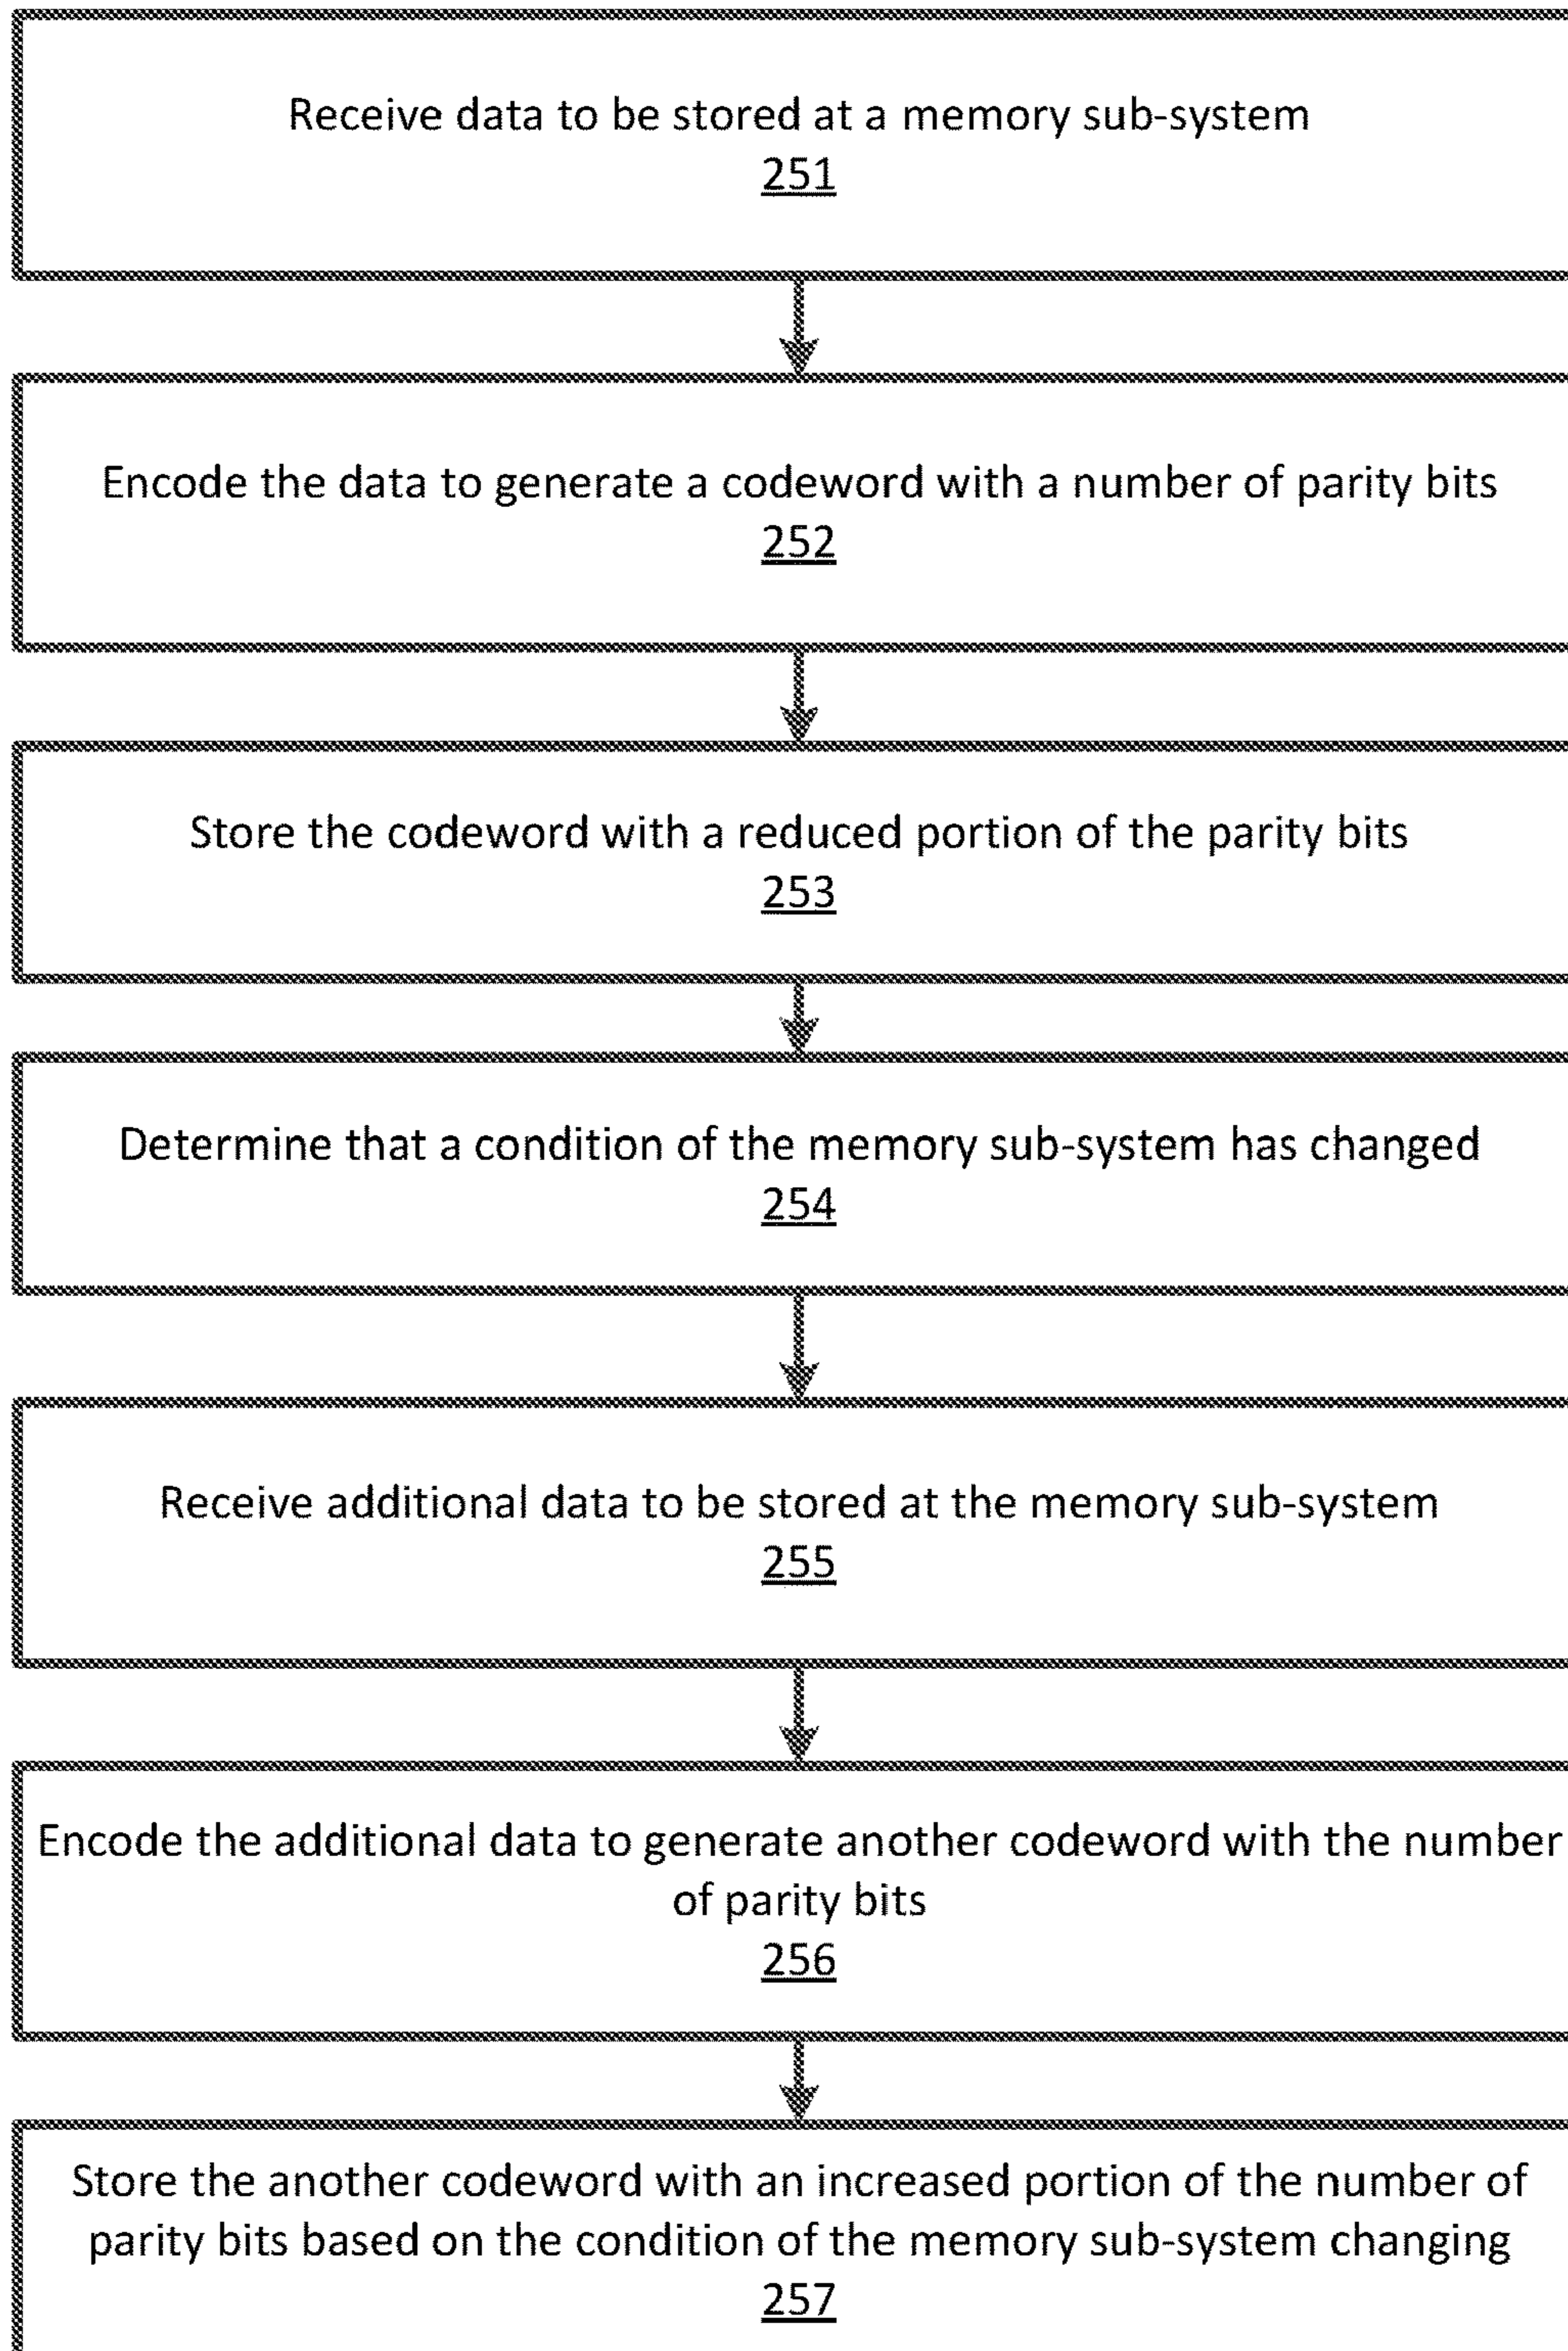 Receive data to be stored at a memory sub-system
251
Encode the data to generate a codeword with a number of parity bits
252
Store the codeword with a reduced portion of the parity bits
253
Determine that a condition of the memory sub-system has changed
254
Receive additional data to be stored at the memory sub-system
255
Encode the additional data to generate another codeword with the number
of parity bits
256
Store the another codeword with an increased portion of the number of
parity bits based on the condition of the memory sub-system changing
257